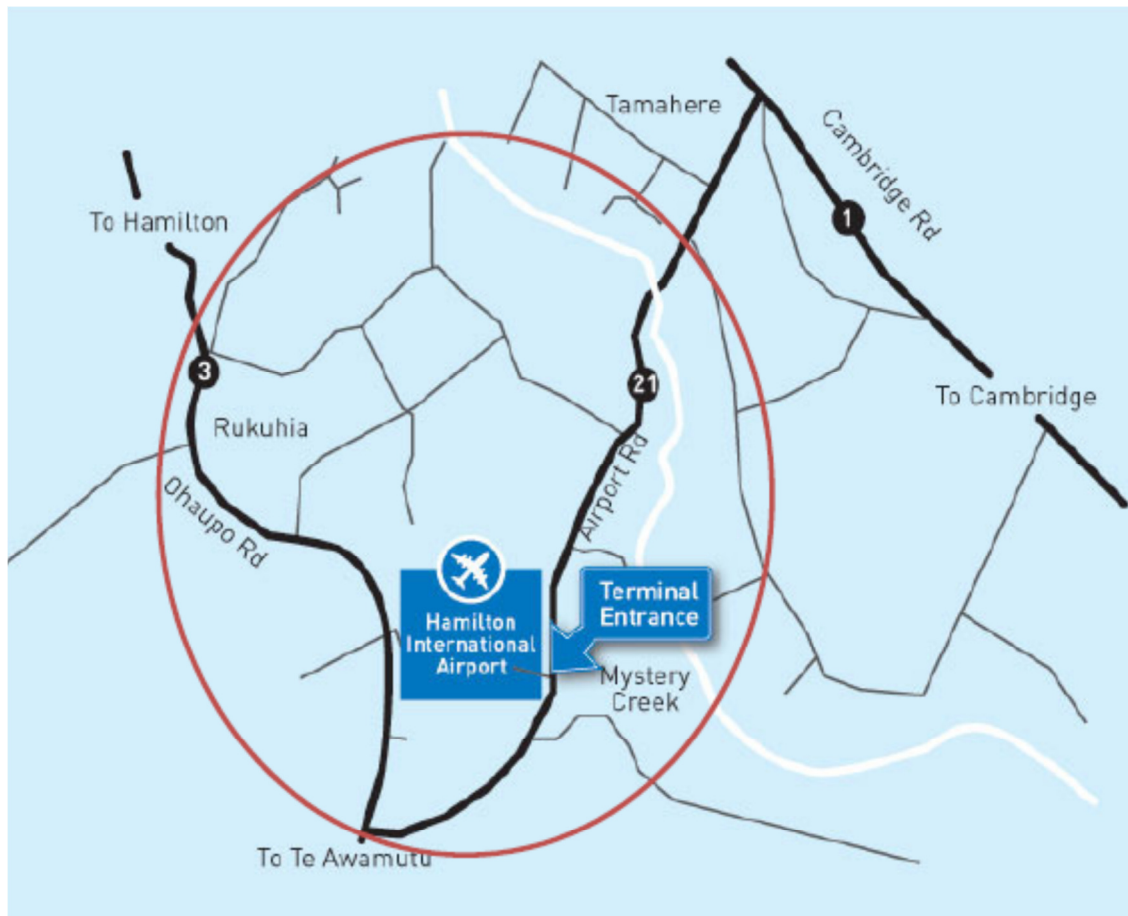 Tamahere
Cambridge Rd
1
To Hamilton
3
21
To Cambridge
Rukuhia
Ohaupo Rd
Airport Rd
Hamilton
International
Airport
Terminal
Entrance
Mystery
Creek
To Te Awamutu